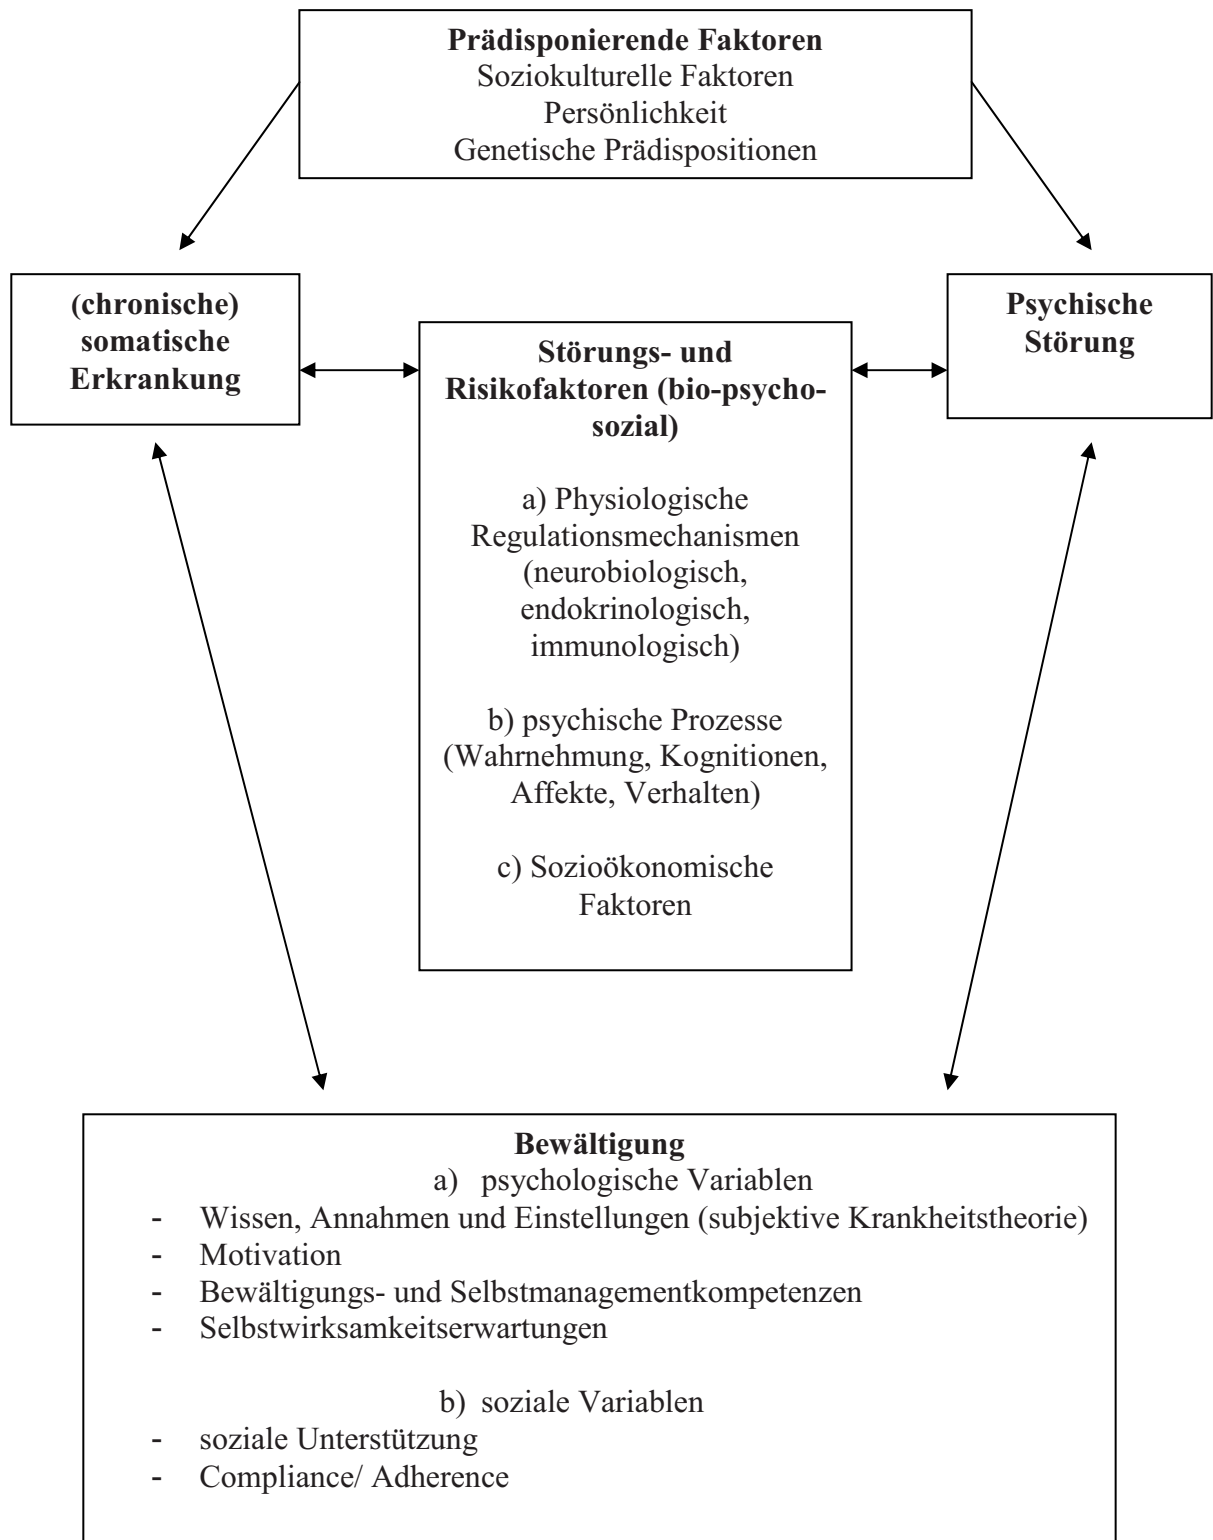 Prädisponierende Faktoren
Soziokulturelle Faktoren
Persönlichkeit
Genetische Prädispositionen
(chronische)
somatische
Erkrankung
Störungs- und
Risikofaktoren (bio-psycho-
sozial)
a) Physiologische
Regulationsmechanismen
(neurobiologisch,
endokrinologisch,
immunologisch)
b) psychische Prozesse
(Wahrnehmung, Kognitionen,
Affekte, Verhalten)
c) Sozioökonomische
Faktoren
Psychische
Störung
Bewältigung
a) psychologische Variablen
- Wissen, Annahmen und Einstellungen (subjektive Krankheitstheorie)
- Motivation
- Bewältigungs- und Selbstmanagementkompetenzen
- Selbstwirksamkeitserwartungen
b) soziale Variablen
- soziale Unterstützung
- Compliance/ Adherence